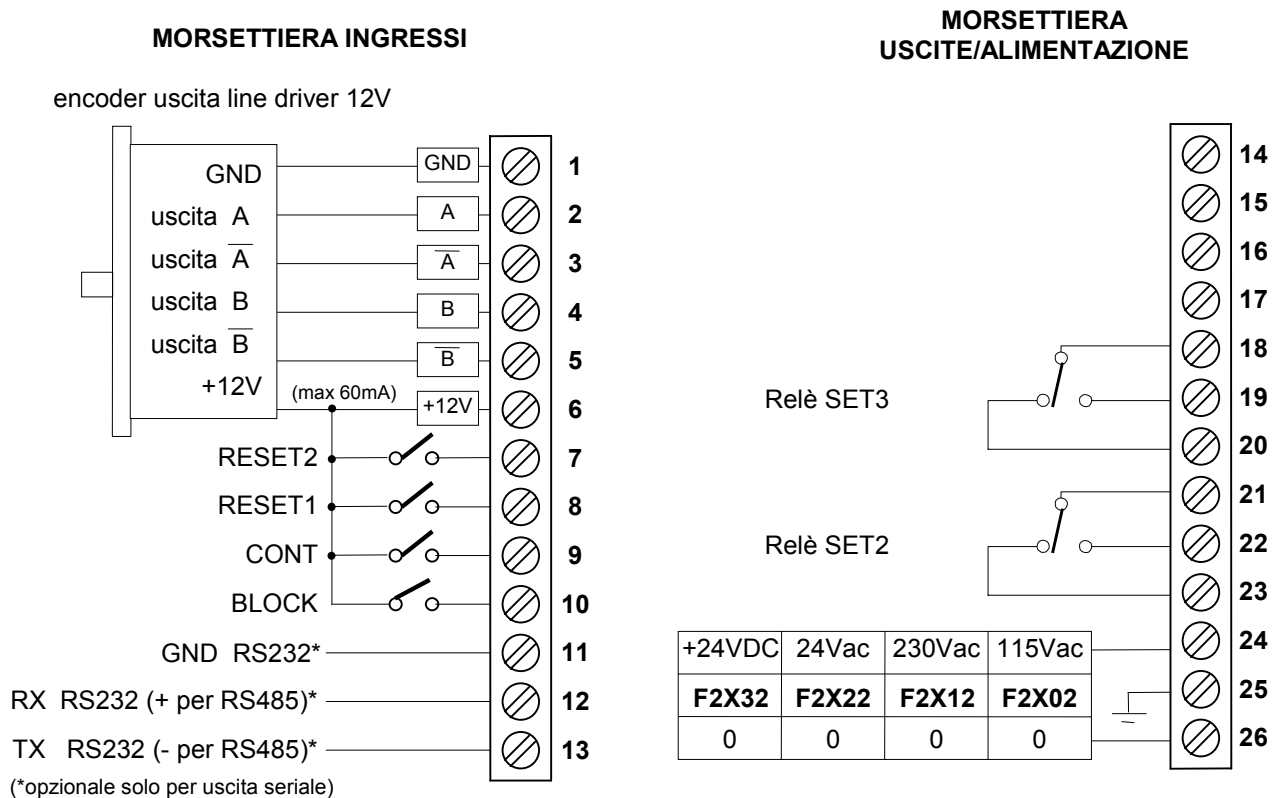 MORSETTIERA INGRESSI
encoder uscita line driver 12V
GND GND 1
uscita A A 2
uscita A̅ A̅ 3
uscita B B 4
uscita B̅ B̅ 5
+12V (max 60mA) +12V 6
RESET2 7
RESET1 8
CONT 9
BLOCK 10
GND RS232* 11
RX RS232 (+ per RS485)* 12
TX RS232 (- per RS485)* 13
(*opzionale solo per uscita seriale)
MORSETTIERA
USCITE/ALIMENTAZIONE
14
15
16
17
18
Relè SET3 19
20
21
Relè SET2 22
23
+24VDC 24Vac 230Vac 115Vac 24
F2X32 F2X22 F2X12 F2X02 25
0 0 0 0 26